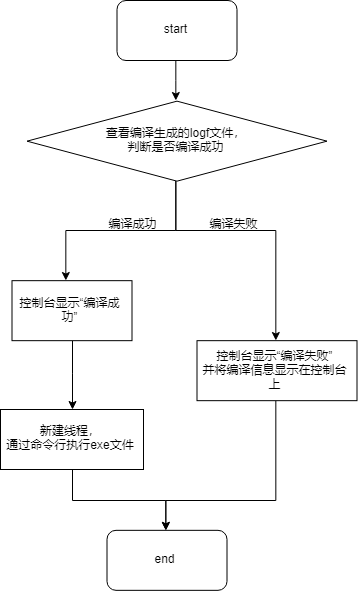 start
查看编译生成的logf文件，
判断是否编译成功
编译成功
编译失败
控制台显示“编译成
功”
控制台显示“编译失败”
并将编译信息显示在控制台
上
新建线程，
通过命令行执行exe文件
end